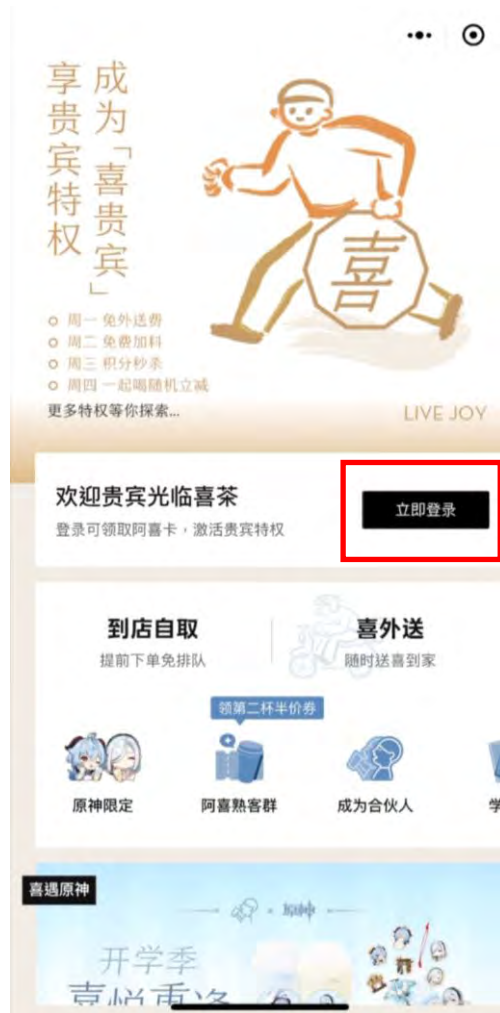 成为「喜贵宾」
享贵宾特权
喜
周一 免外送费
周二 免费加料
周三 积分秒杀
周四 一起喝随机立减
更多特权等你探索...
LIVE JOY
欢迎贵宾光临喜茶
登录可领取阿喜卡，激活贵宾特权
立即登录
到店自取
提前下单免排队
喜外送
随时送喜到家
领第二杯半价券
原神限定
阿喜熟客群
成为合伙人
学
喜遇原神
原神
开学季
喜悦重逢